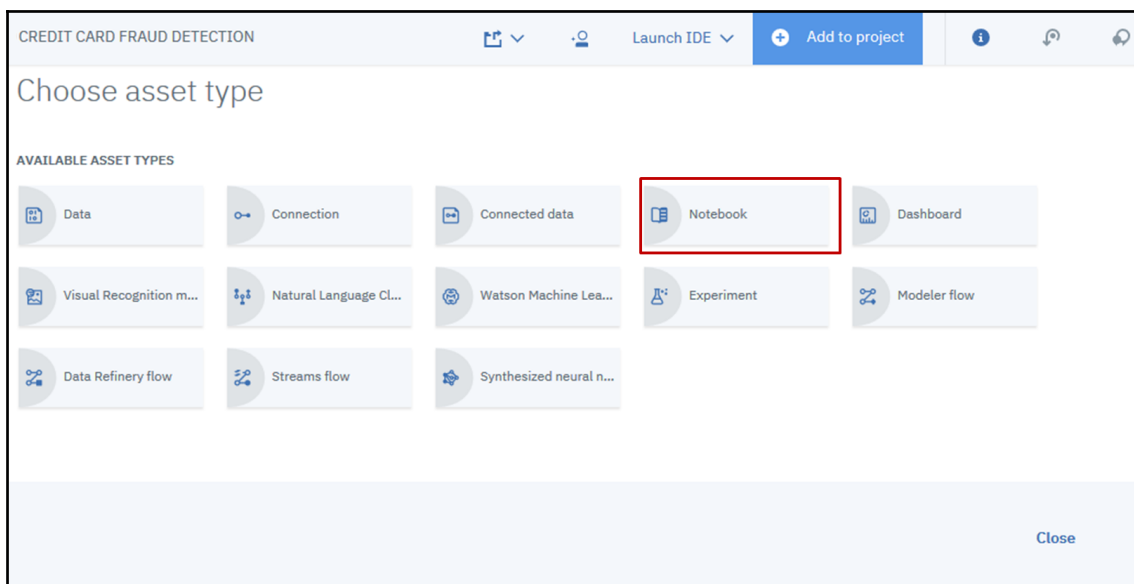 CREDIT CARD FRAUD DETECTION Launch IDE Add to project
Choose asset type
AVAILABLE ASSET TYPES
Data Connection Connected data Notebook Dashboard
Visual Recognition m... Natural Language Cl... Watson Machine Lea... Experiment Modeler flow
Data Refinery flow Streams flow Synthesized neural n...
Close